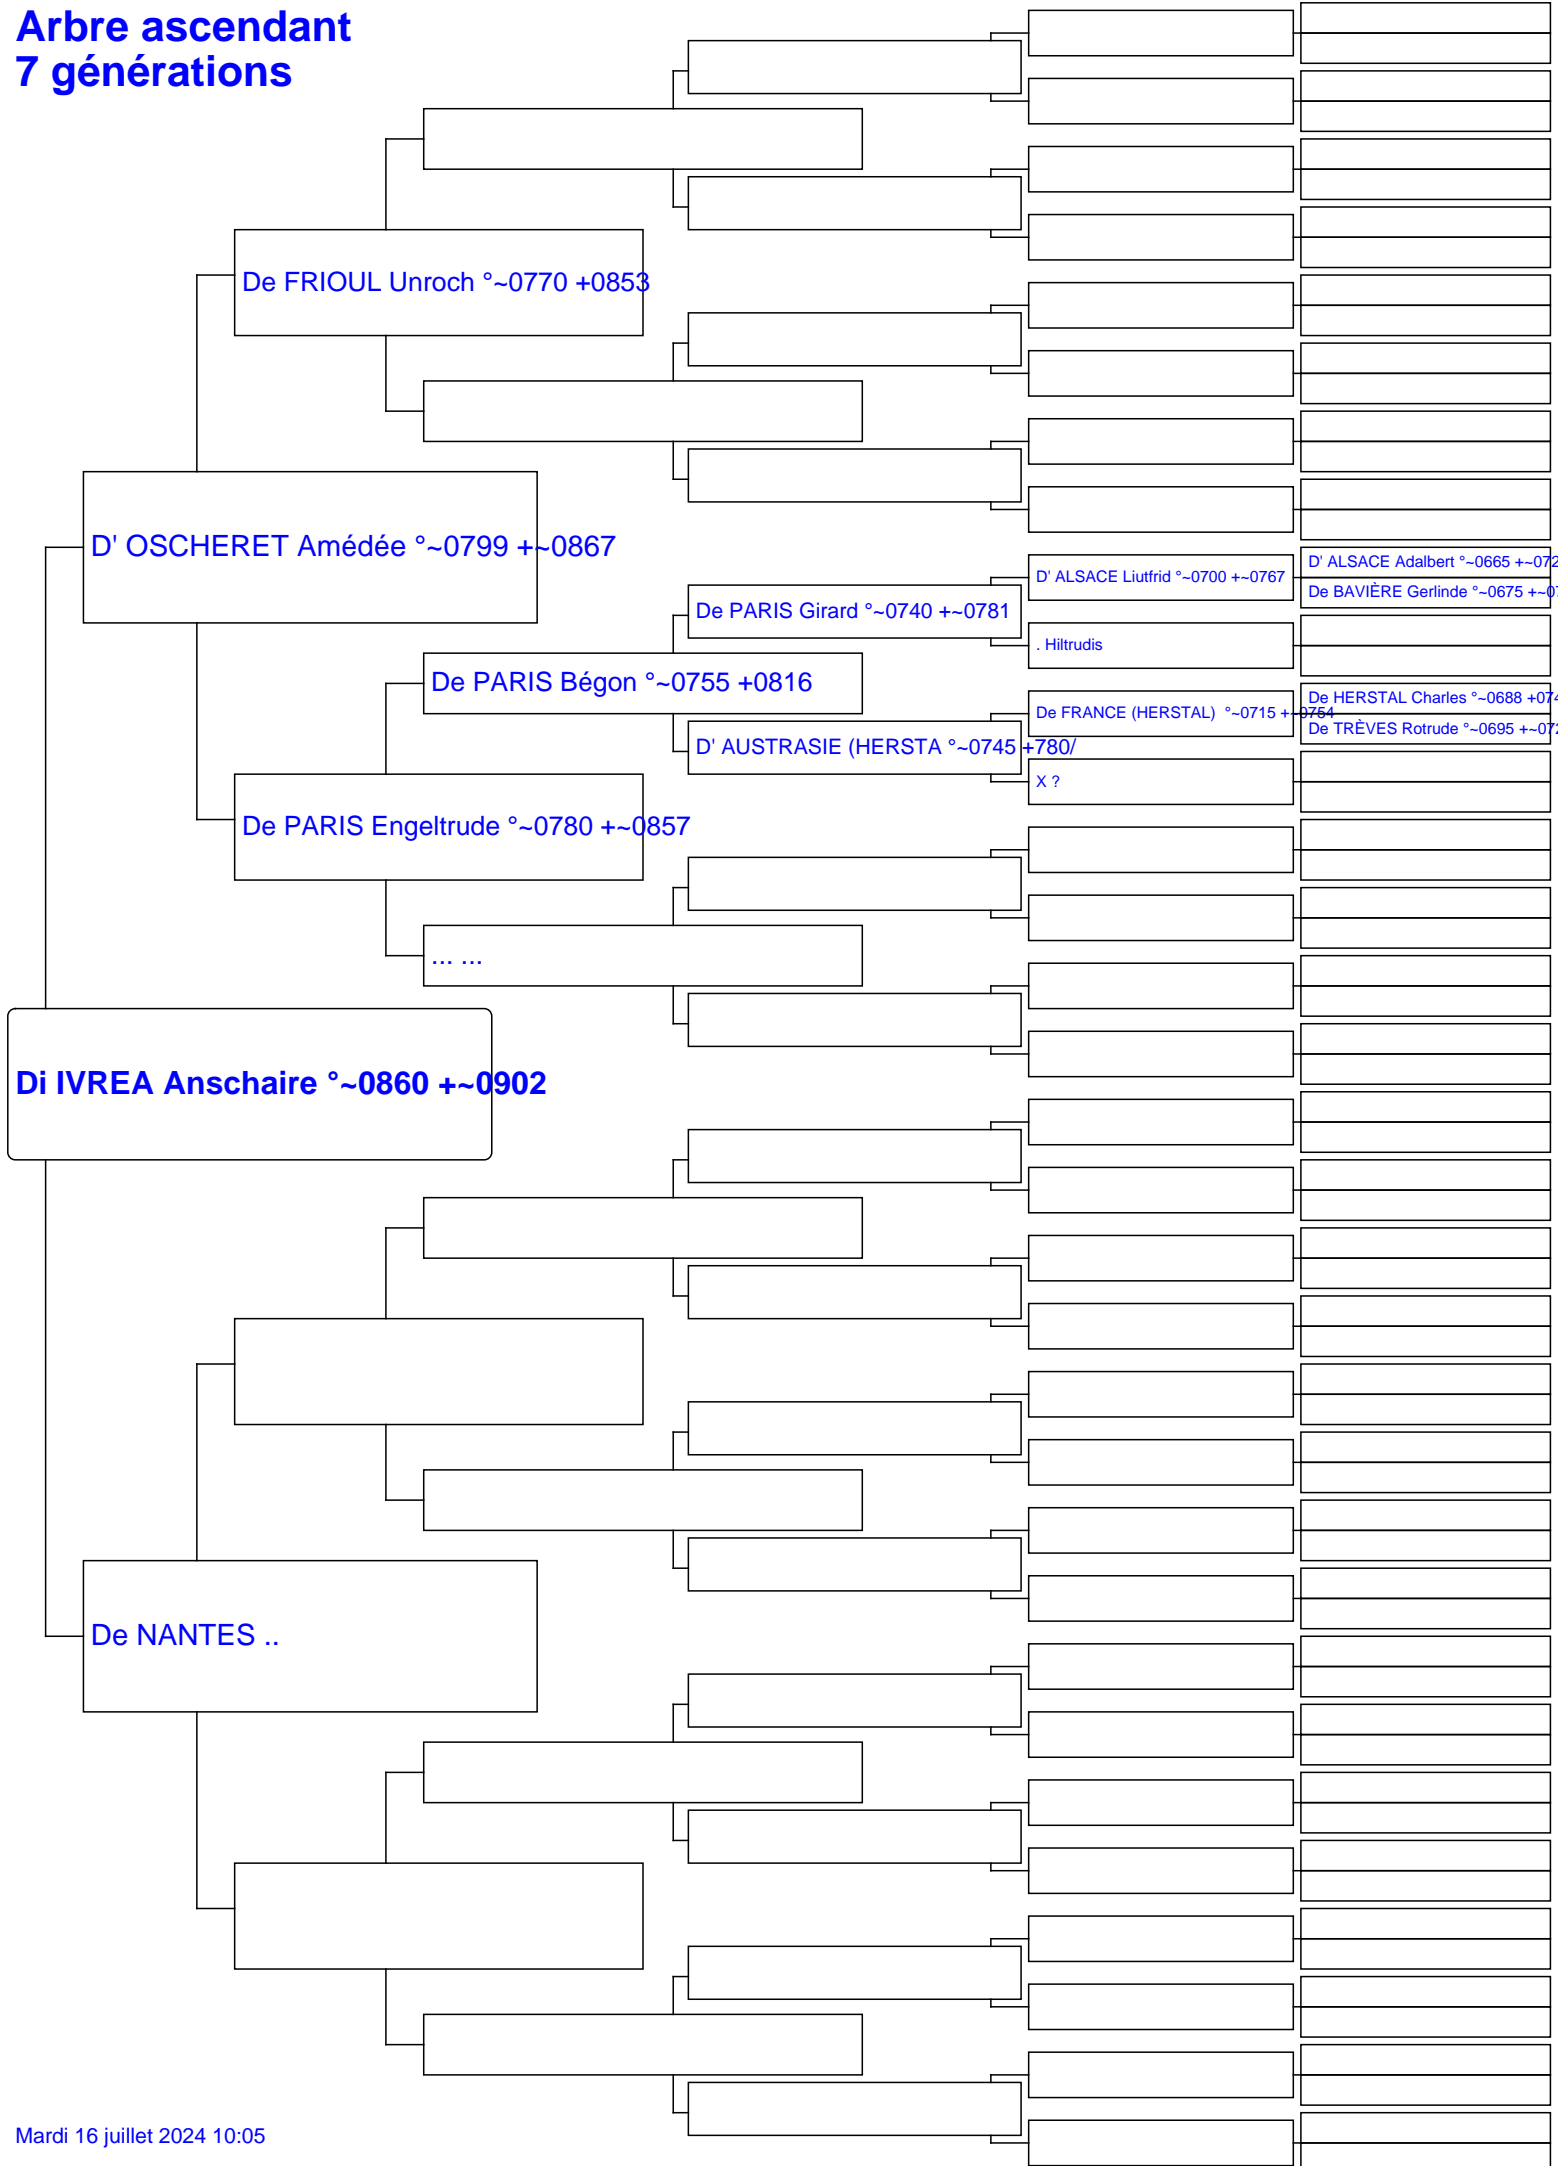 Arbre ascendant
7 générations
De FRIOUL Unroch °~0770 +0853
D' OSCHERET Amédée °~0799 +~0867
D' ALSACE Adalbert °~0665 +~072
D' ALSACE Liutfrid °~0700 +~0767
De BAVIÈRE Gerlinde °~0675 +~07
De PARIS Girard °~0740 +~0781
. Hiltrudis
De PARIS Bégon °~0755 +0816
De HERSTAL Charles °~0688 +074
De FRANCE (HERSTAL) °~0715 +~0754
De TRÈVES Rotrude °~0695 +~072
D' AUSTRASIE (HERSTA °~0745 +780/
X ?
De PARIS Engeltrude °~0780 +~0857
... ...
Di IVREA Anschaire °~0860 +~0902
De NANTES ..
Mardi 16 juillet 2024 10:05